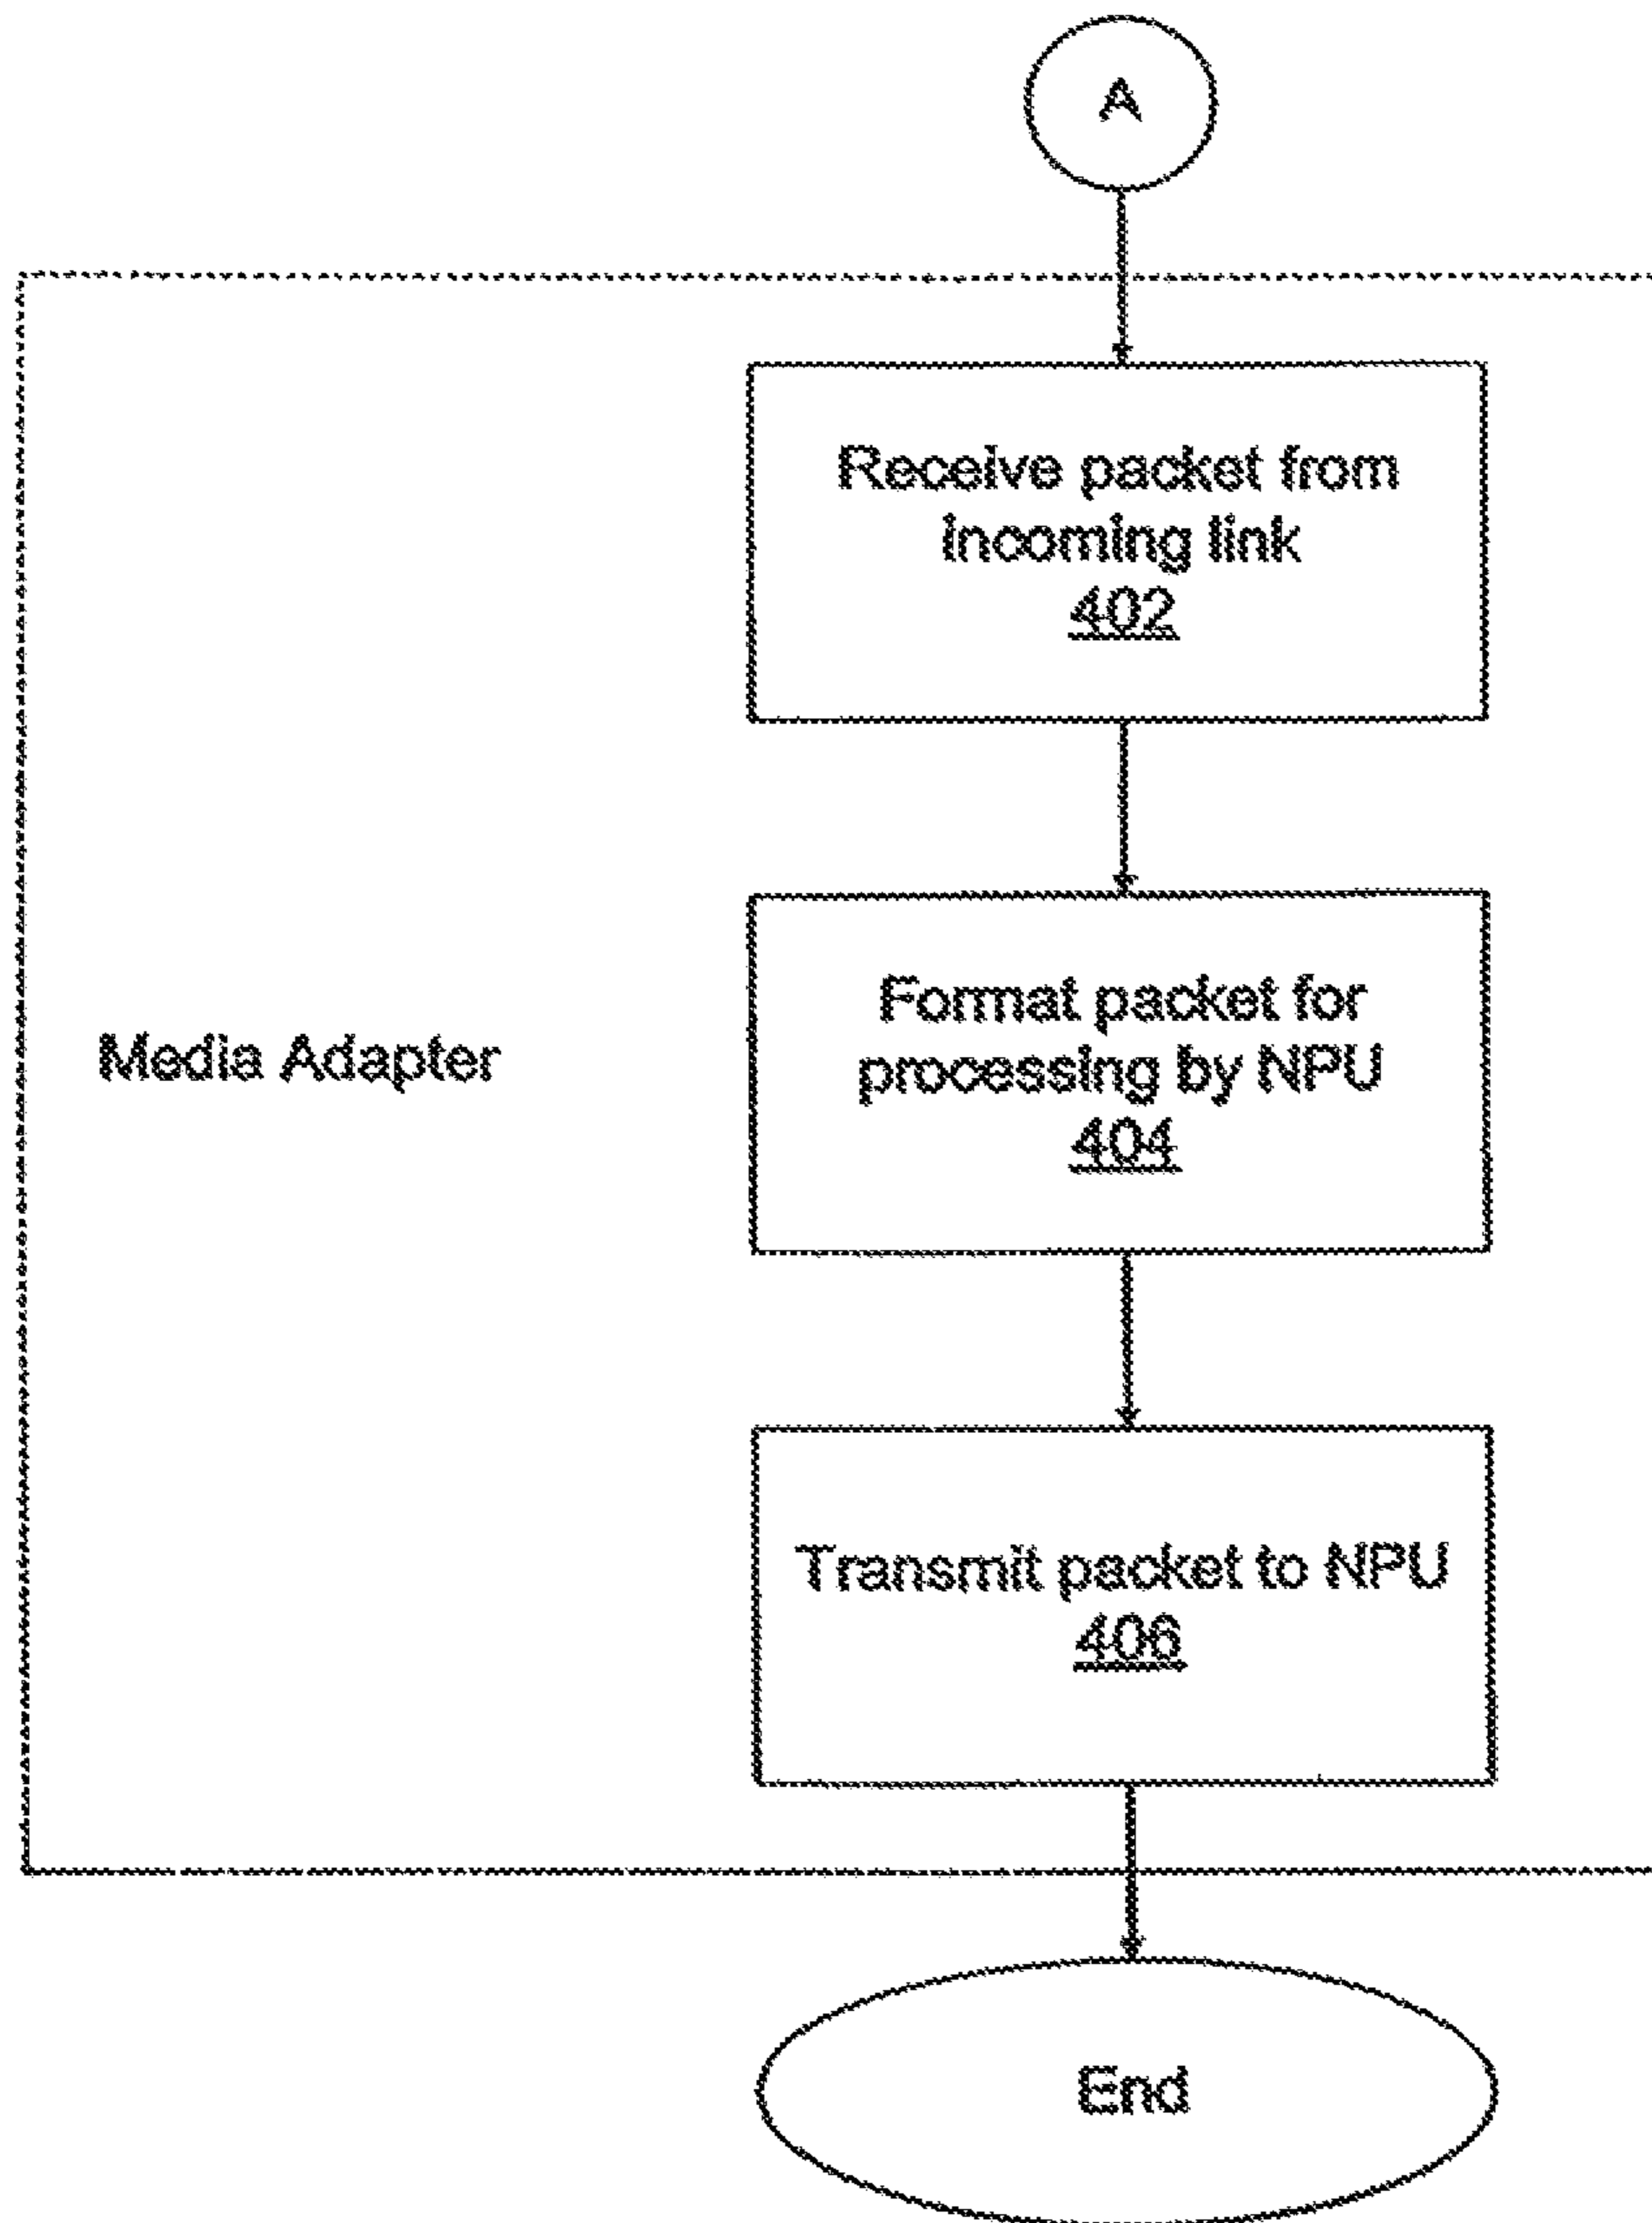 A
Receive packet from
incoming link
402
Media Adapter
Format packet for
processing by NPU
404
Transmit packet to NPU
406
End